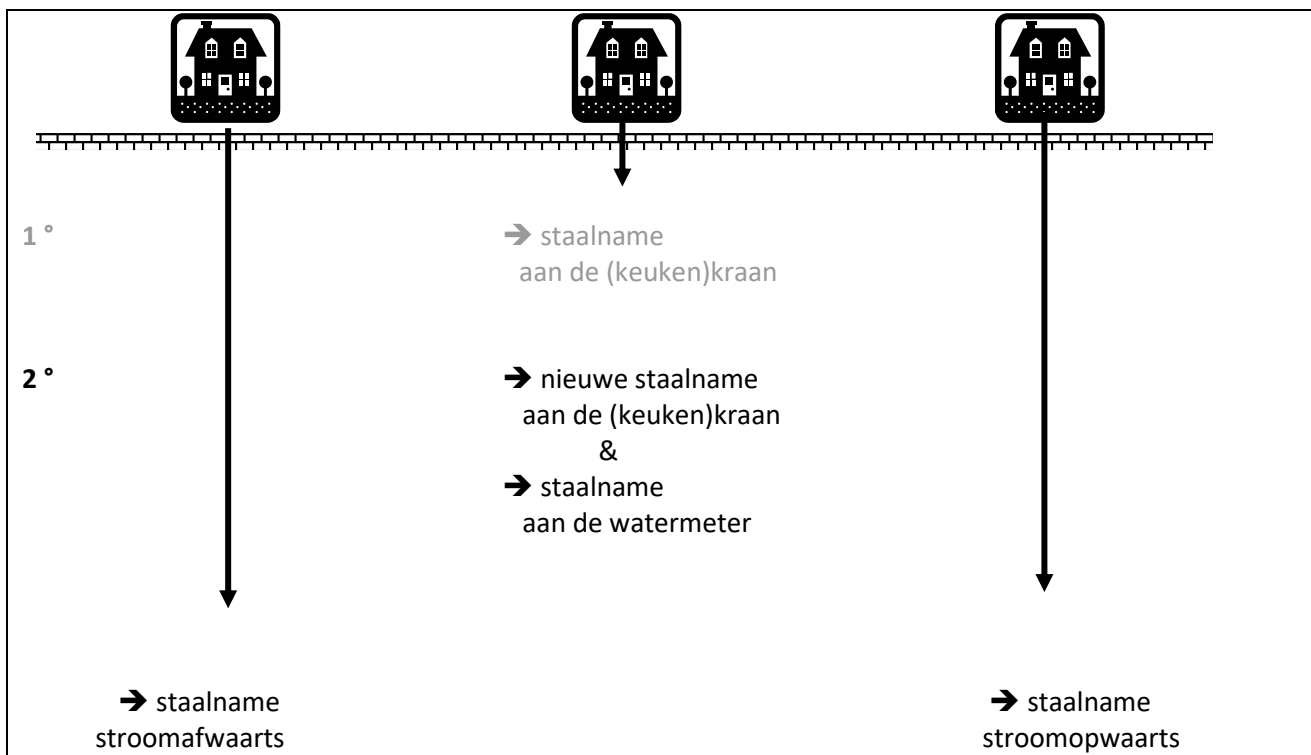 1 °
➔ staalname
aan de (keuken)kraan
2 °
➔ nieuwe staalname
aan de (keuken)kraan
&
➔ staalname
aan de watermeter
➔ staalname
stroomafwaarts
➔ staalname
stroomopwaarts